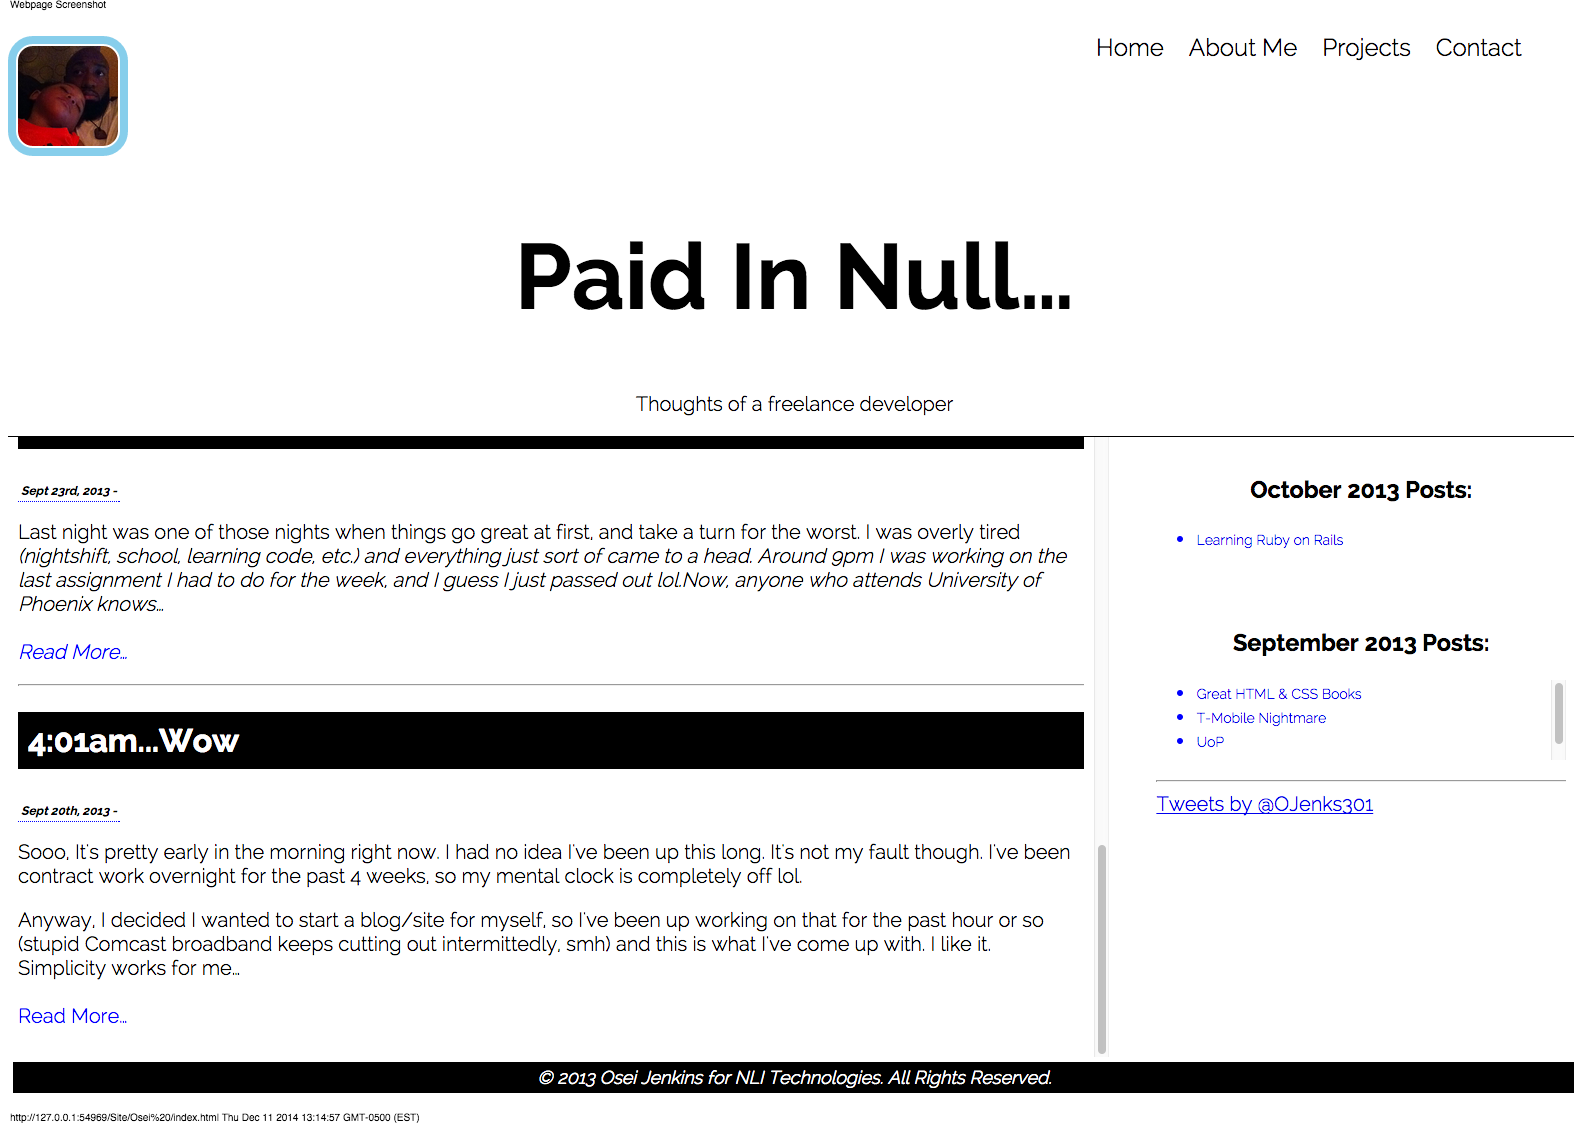 Webpage Screenshot
Home About Me Projects Contact
Paid In Null...
Thoughts of a freelance developer
Sept 23rd, 2013 -
Last night was one of those nights when things go great at first, and take a turn for the worst. I was overly tired
(nightshift, school, learning code, etc.) and everything just sort of came to a head. Around 9pm I was working on the
last assignment I had to do for the week, and I guess I just passed out lol.Now, anyone who attends University of
Phoenix knows...
Read More...
4:01am...Wow
Sept 20th, 2013 -
Sooo, It's pretty early in the morning right now. I had no idea I've been up this long. It's not my fault though. I've been
contract work overnight for the past 4 weeks, so my mental clock is completely off lol.
Anyway, I decided I wanted to start a blog/site for myself, so I've been up working on that for the past hour or so
(stupid Comcast broadband keeps cutting out intermittedly, smh) and this is what I've come up with. I like it.
Simplicity works for me...
Read More...
October 2013 Posts:
Learning Ruby on Rails
September 2013 Posts:
Great HTML & CSS Books
T-Mobile Nightmare
UoP
Tweets by @OJenks301
© 2013 Osei Jenkins for NLI Technologies. All Rights Reserved.
http://127.0.0.1:54969/Site/Osei%20/index.html Thu Dec 11 2014 13:14:57 GMT-0500 (EST)